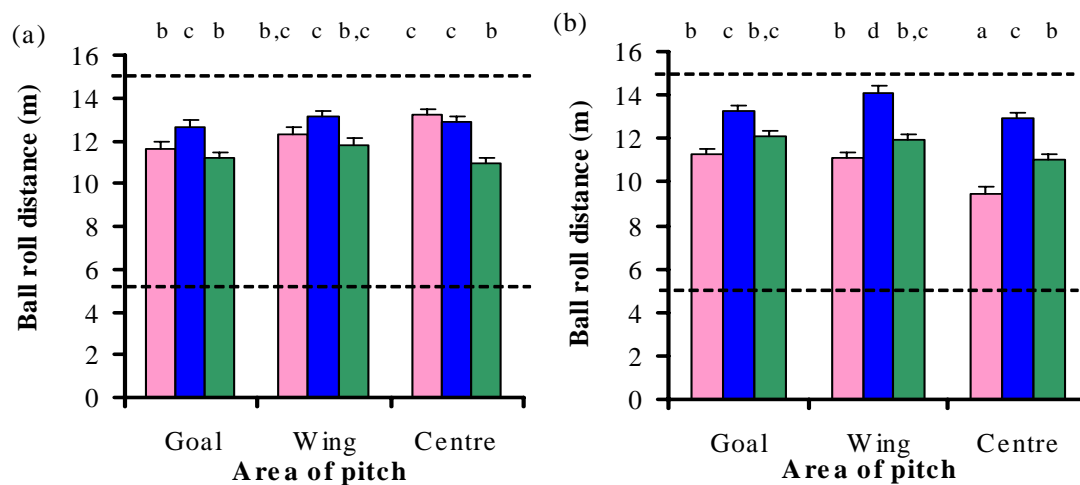 (a)
b c b b,c c b,c c c b
Ball roll distance (m)
16
14
12
10
8
6
4
2
0
Goal Wing Centre
Area of pitch
(b)
b c b,c b d b,c a c b
Ball roll distance (m)
16
14
12
10
8
6
4
2
0
Goal Wing Centre
Area of pitch